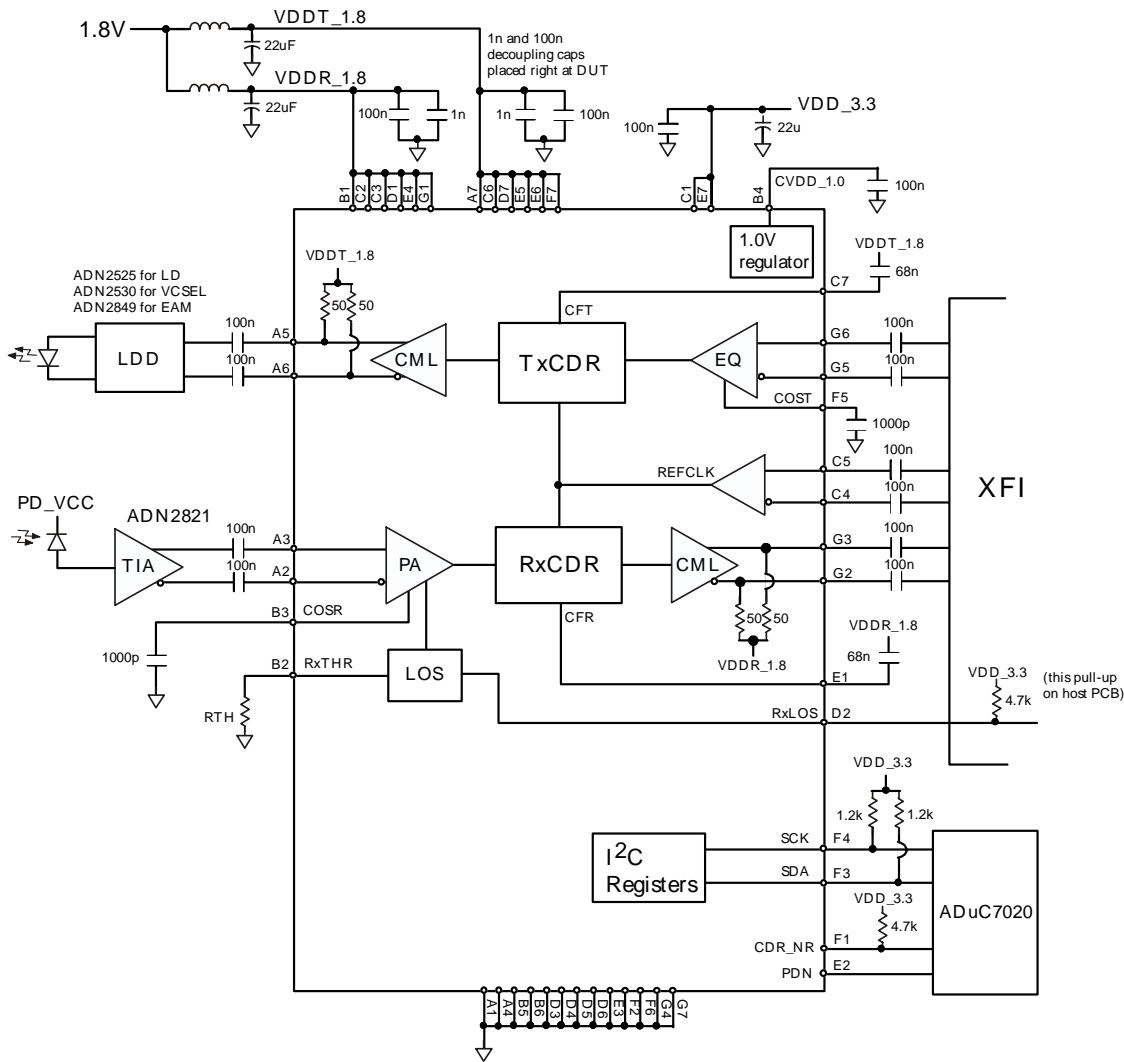 1.8V
VDDT_1.8
22uF
VDDR_1.8
22uF
1n and 100n
decoupling caps
placed right at DUT
100n
1n
1n
100n
VDD_3.3
100n
22u
B1
C2
C3
D1
E4
G1
A7
C6
D7
E5
E6
F7
C1
E7
B4
CVDD_1.0
100n
1.0V
regulator
VDDT_1.8
68n
C7
ADN2525 for LD
ADN2530 for VCSEL
ADN2849 for EAM
VDDT_1.8
50
50
LDD
100n
A5
100n
A6
CML
CFT
TxCDR
EQ
G6
100n
G5
100n
COST
F5
1000p
REFCLK
C5
100n
C4
100n
XFI
PD_VCC
ADN2821
TIA
100n
A3
100n
A2
PA
RxCDR
CML
G3
100n
G2
100n
50
50
VDDR_1.8
B3
COSR
1000p
CFR
VDDR_1.8
68n
E1
B2
RxTHR
LOS
RTH
RxLOS
D2
VDD_3.3
4.7k
(this pull-up
on host PCB)
VDD_3.3
1.2k
1.2k
I2C
Registers
SCK
F4
SDA
F3
VDD_3.3
4.7k
CDR_NR
F1
PDN
E2
ADuC7020
A1
A4
B5
B6
D3
D4
D5
D6
E3
F2
F6
G4
G7